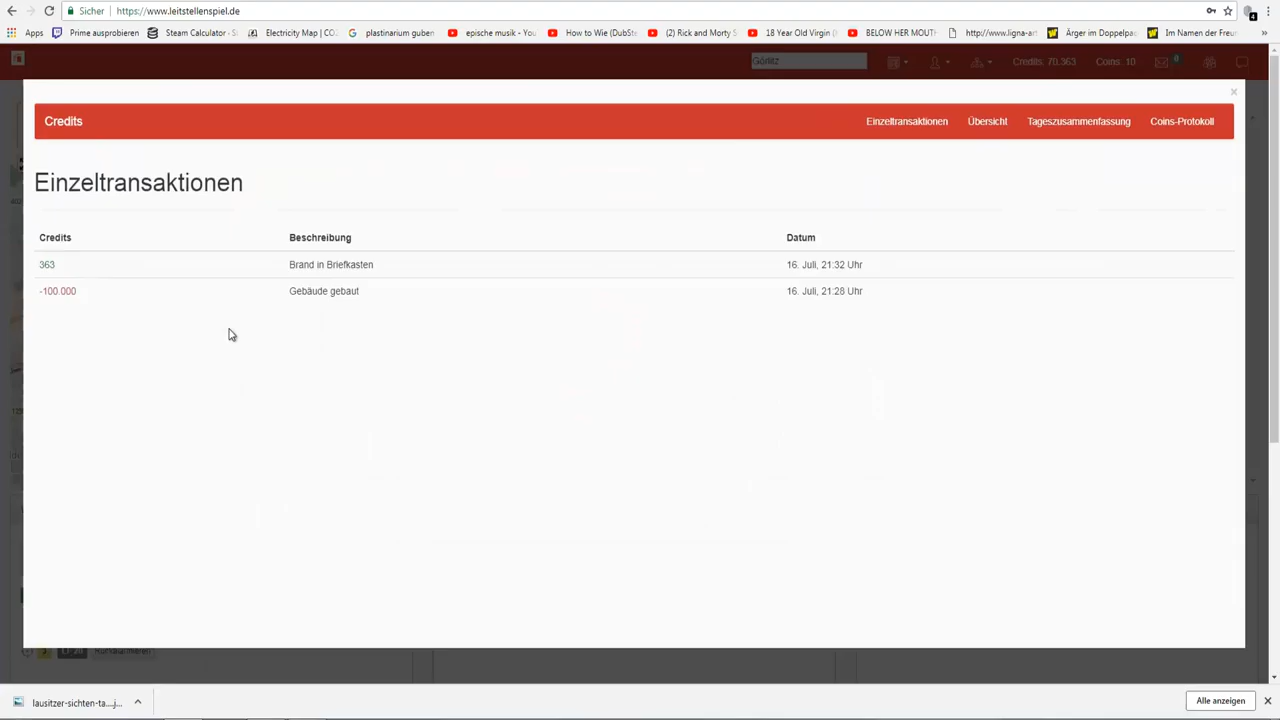 Sicher https://www.leitstellenspiel.de 4
Apps Prime ausprobieren Steam Calculator - S Electricity Map | CO plastinarium guben epische musik - You How to Wie (DubSte (2) Rick and Morty S 18 Year Old Virgin (r BELOW HER MOUTH http://www.ligna-art Ärger im Doppelpac Im Namen der Freu »
Görlitz Credits: 70.363 Coins: 10 0
×
Credits Einzeltransaktionen Übersicht Tageszusammenfassung Coins-Protokoll
Einzeltransaktionen
Credits Beschreibung Datum
363 Brand in Briefkasten 16. Juli, 21:32 Uhr
-100.000 Gebäude gebaut 16. Juli, 21:28 Uhr
lausitzer-sichten-ta....j... Alle anzeigen